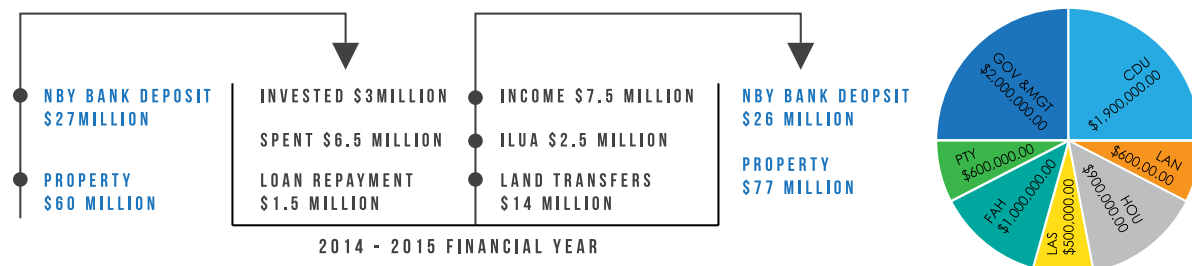 NBY BANK DEPOSIT
$27MILLION
PROPERTY
$60 MILLION
INVESTED $3MILLION
SPENT $6.5 MILLION
LOAN REPAYMENT
$1.5 MILLION
INCOME $7.5 MILLION
ILUA $2.5 MILLION
LAND TRANSFERS
$14 MILLION
NBY BANK DEOPSIT
$26 MILLION
PROPERTY
$77 MILLION
2014 - 2015 FINANCIAL YEAR
GOV &MGT
$2,000,000.00
CDU
$1,900,000.00
LAN
$600,00.00
HOU
$900,000.00
LAS
$500,000.00
FAH
$1,000,000.00
PTY
$600,000.00